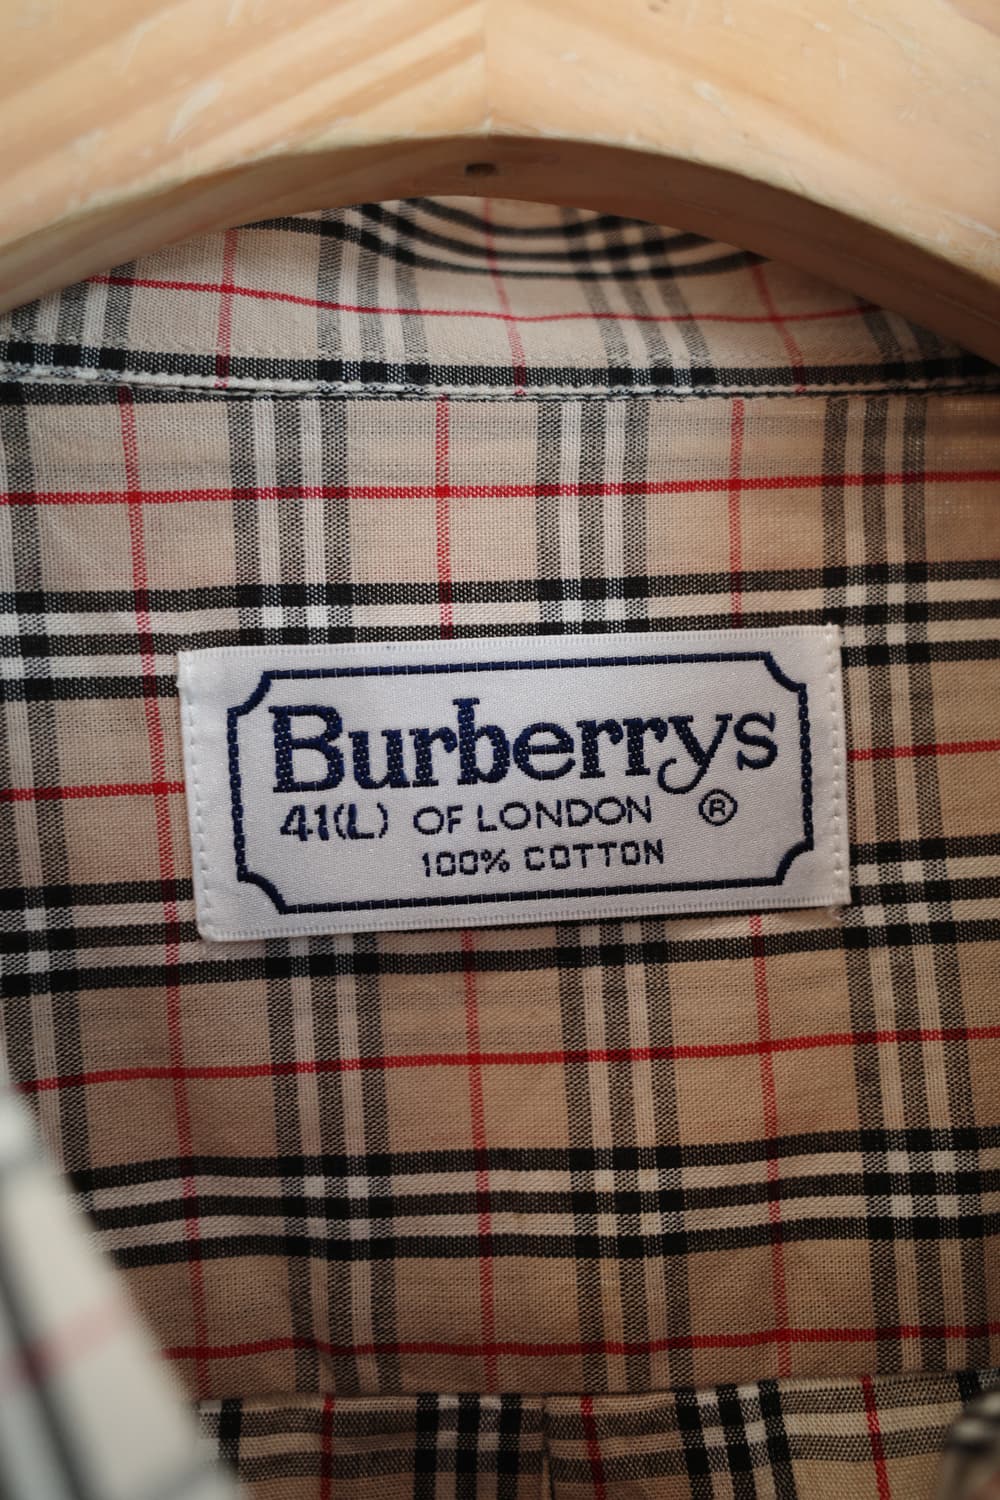 Burberrys
41(L) OF LONDON ®
100% COTTON